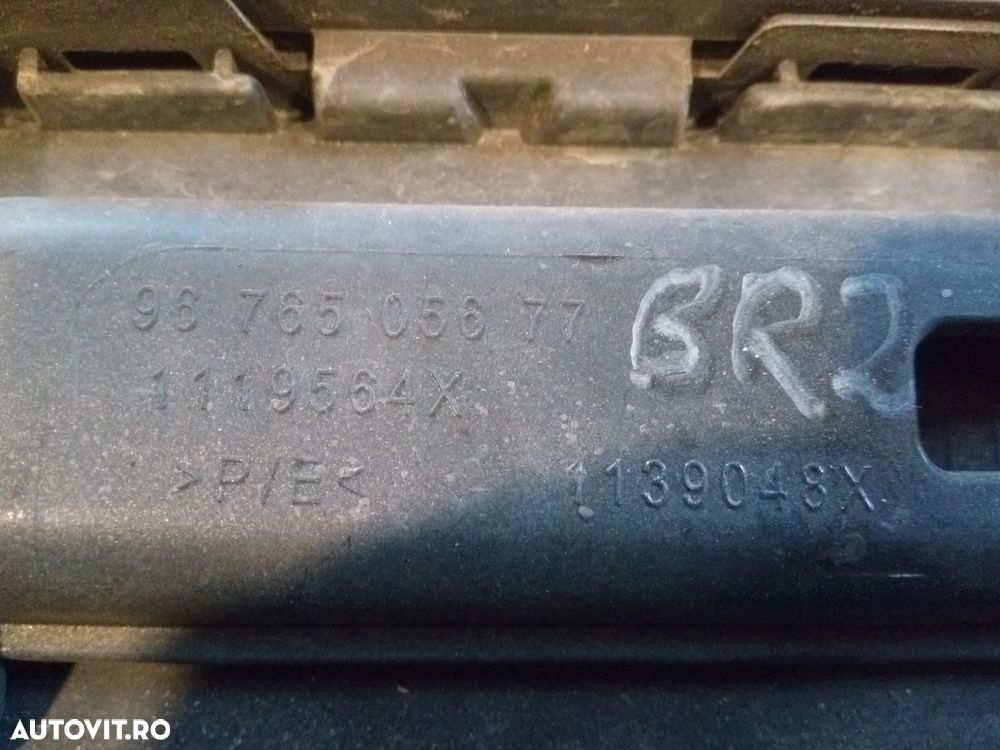 96 765 056 77
BR2
1119564X
>P/E<
1139048X
AUTOVIT.RO